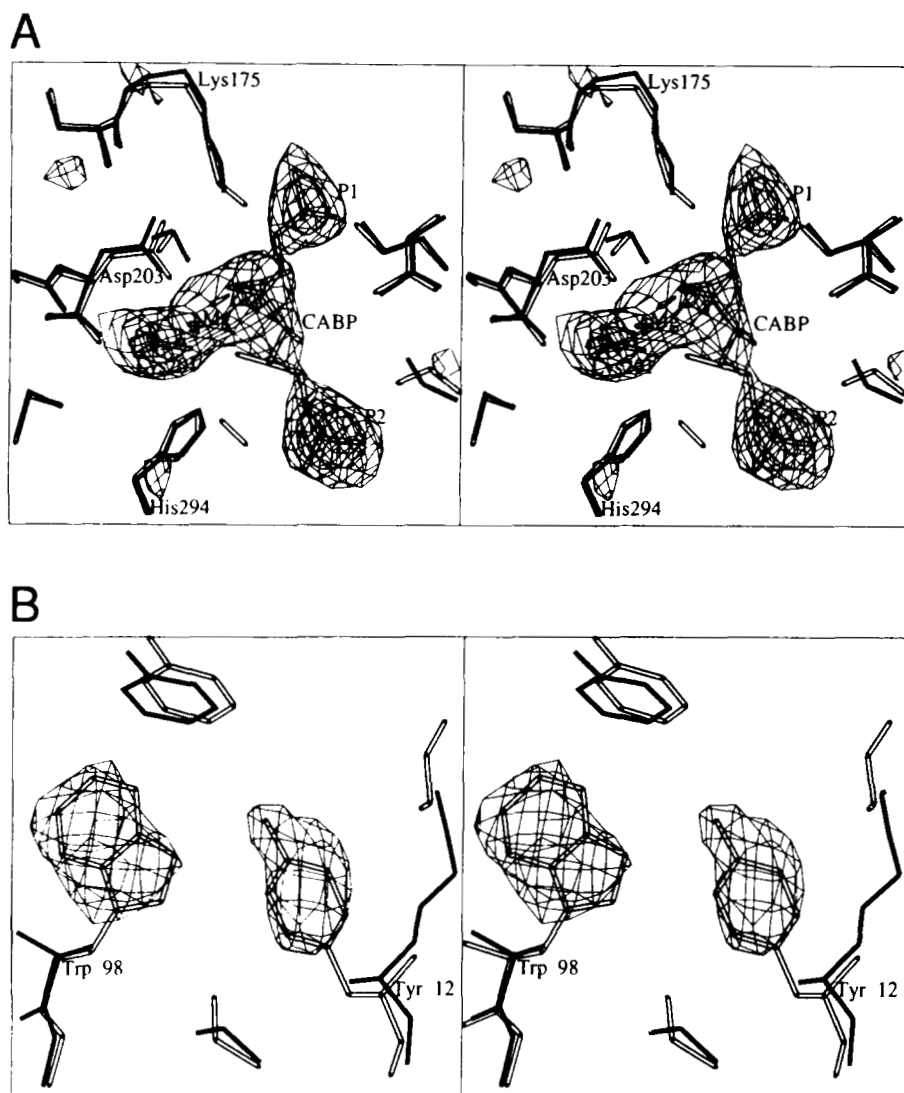 A
Lys175
P1
Asp203
CABP
P2
His294
Lys175
P1
Asp203
CABP
P2
His294
B
Trp 98
Tyr 12
Trp 98
Tyr 12